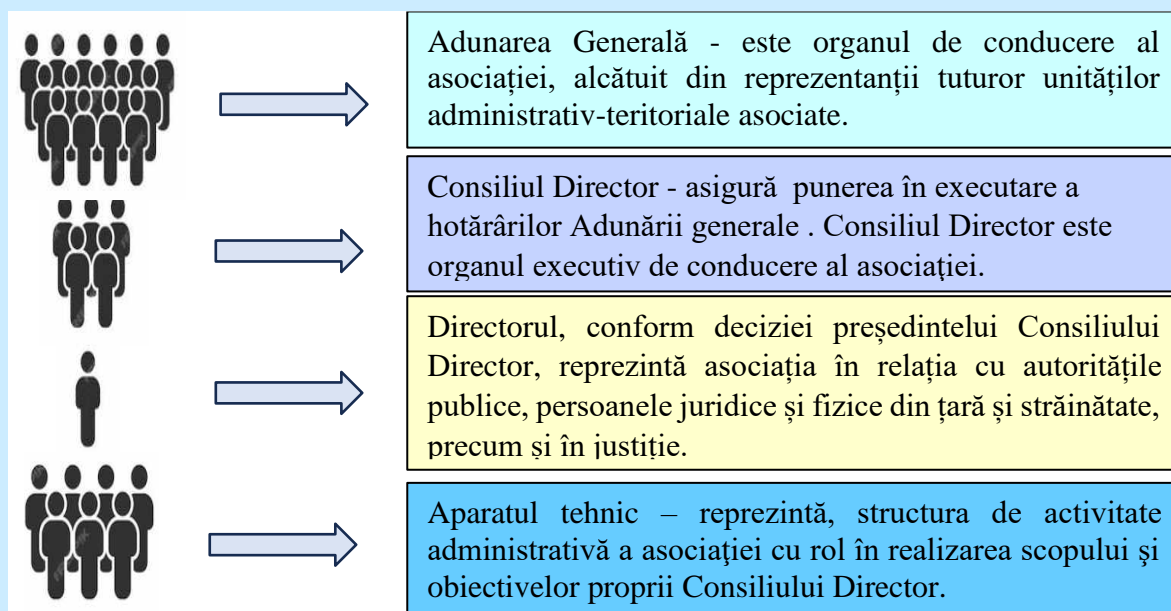 Adunarea Generală - este organul de conducere al
asociației, alcătuit din reprezentanții tuturor unităților
administrativ-teritoriale asociate.
Consiliul Director - asigură punerea în executare a
hotărârilor Adunării generale . Consiliul Director este
organul executiv de conducere al asociaţiei.
Directorul, conform deciziei președintelui Consiliului
Director, reprezintă asociația în relația cu autoritățile
publice, persoanele juridice și fizice din țară și străinătate,
precum și în justiție.
Aparatul tehnic – reprezintă, structura de activitate
administrativă a asociaţiei cu rol în realizarea scopului şi
obiectivelor proprii Consiliului Director.